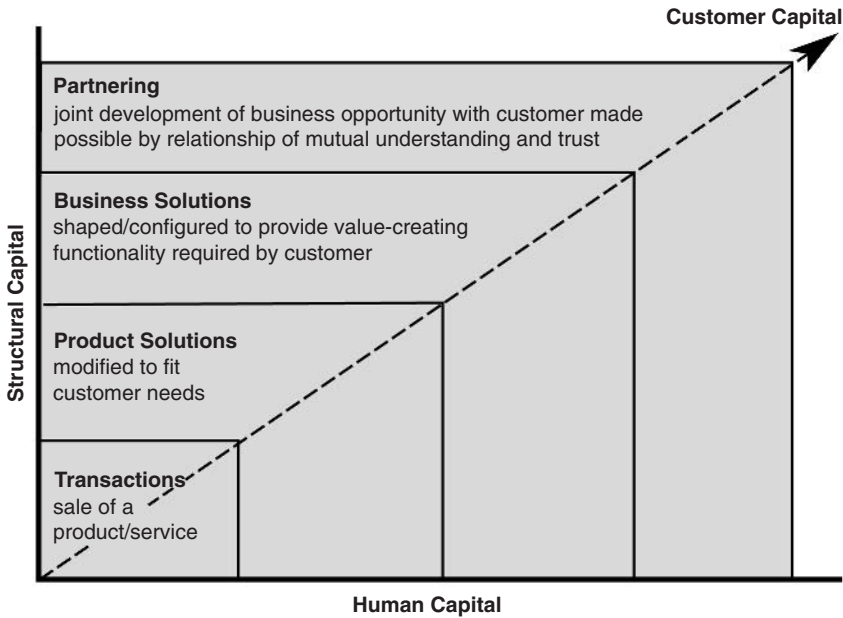 Customer Capital
Partnering
joint development of business opportunity with customer made
possible by relationship of mutual understanding and trust
Business Solutions
shaped/configured to provide value-creating
functionality required by customer
Structural Capital
Product Solutions
modified to fit
customer needs
Transactions
sale of a
product/service
Human Capital